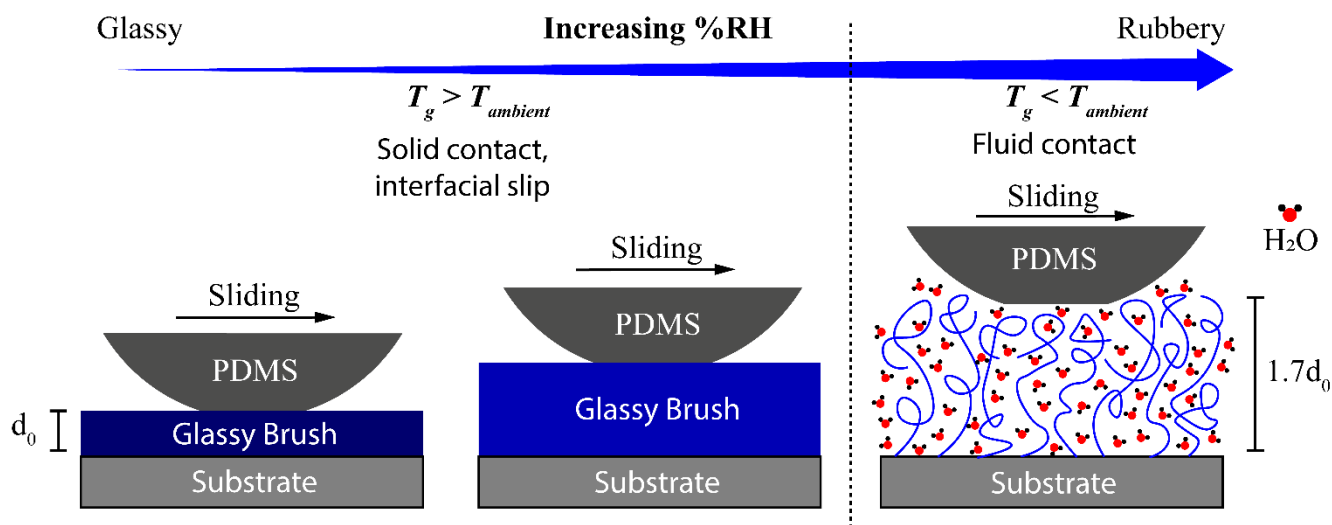 Glassy
Increasing %RH
Rubbery
T_g > T_ambient
T_g < T_ambient
Solid contact,
interfacial slip
Fluid contact
Sliding
PDMS
Glassy Brush
Substrate
d₀
Sliding
PDMS
Glassy Brush
Substrate
Sliding
PDMS
H₂O
1.7d₀
Substrate